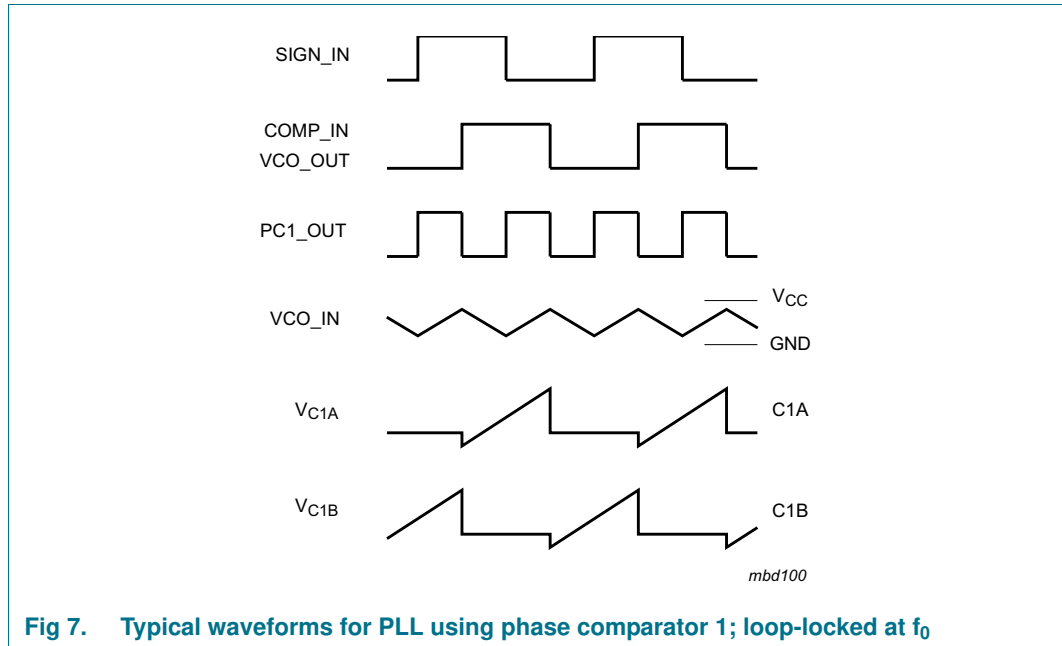 SIGN_IN
COMP_IN
VCO_OUT
PC1_OUT
VCO_IN
VCC
GND
VC1A
C1A
VC1B
C1B
mbd100
Fig 7. Typical waveforms for PLL using phase comparator 1; loop-locked at f0